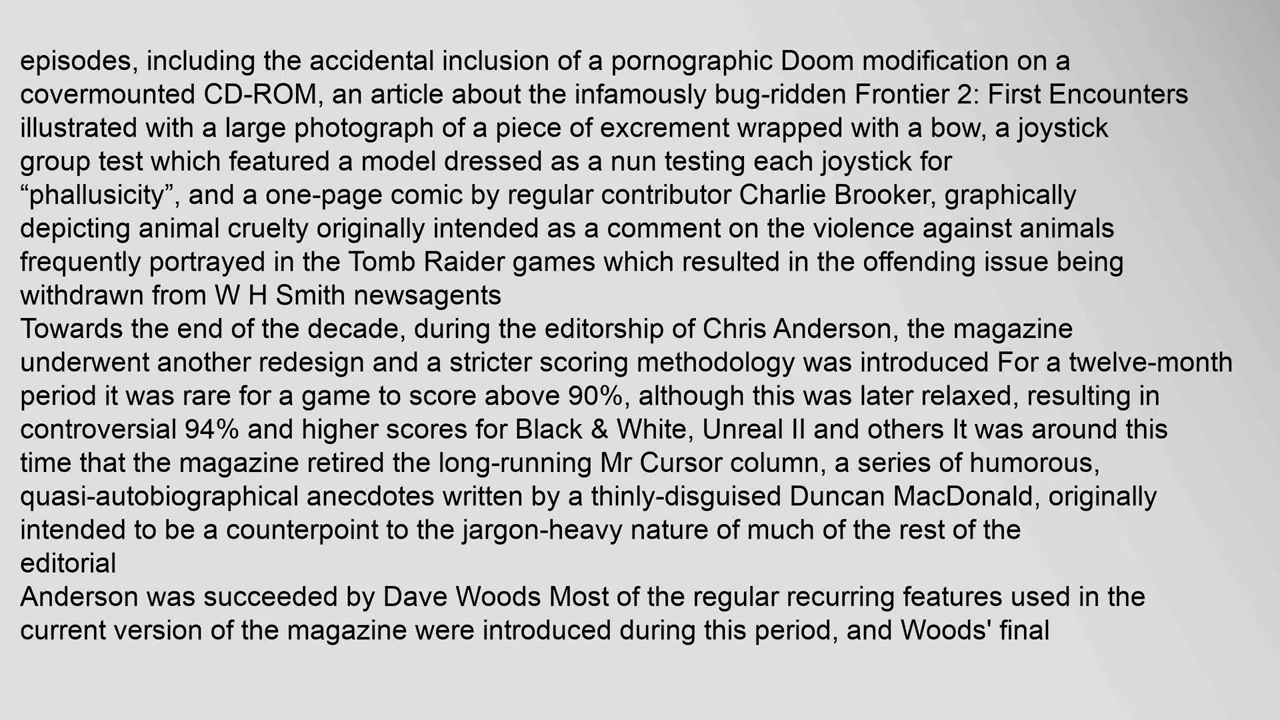 episodes, including the accidental inclusion of a pornographic Doom modification on a
covermounted CD-ROM, an article about the infamously bug-ridden Frontier 2: First Encounters
illustrated with a large photograph of a piece of excrement wrapped with a bow, a joystick
group test which featured a model dressed as a nun testing each joystick for
“phallusicity”, and a one-page comic by regular contributor Charlie Brooker, graphically
depicting animal cruelty originally intended as a comment on the violence against animals
frequently portrayed in the Tomb Raider games which resulted in the offending issue being
withdrawn from W H Smith newsagents
Towards the end of the decade, during the editorship of Chris Anderson, the magazine
underwent another redesign and a stricter scoring methodology was introduced For a twelve-month
period it was rare for a game to score above 90%, although this was later relaxed, resulting in
controversial 94% and higher scores for Black & White, Unreal II and others It was around this
time that the magazine retired the long-running Mr Cursor column, a series of humorous,
quasi-autobiographical anecdotes written by a thinly-disguised Duncan MacDonald, originally
intended to be a counterpoint to the jargon-heavy nature of much of the rest of the
editorial
Anderson was succeeded by Dave Woods Most of the regular recurring features used in the
current version of the magazine were introduced during this period, and Woods' final